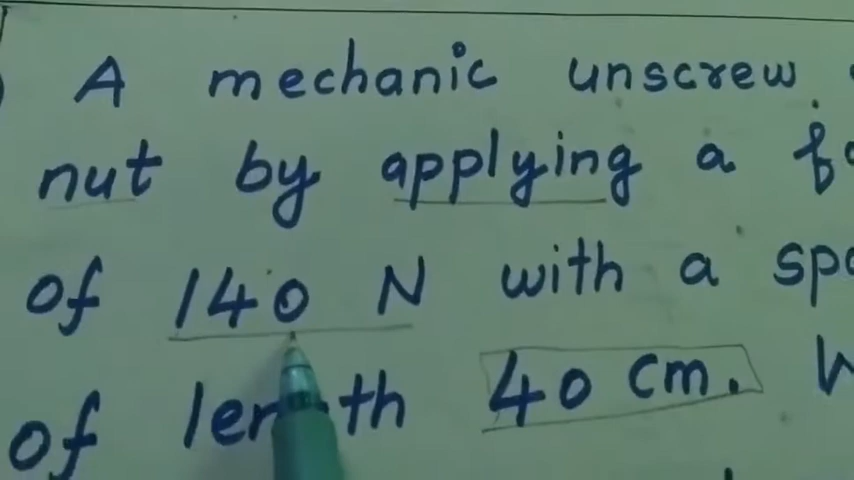 A mechanic unscrew
nut by applying a
of 140 N with a
of length 40 cm.